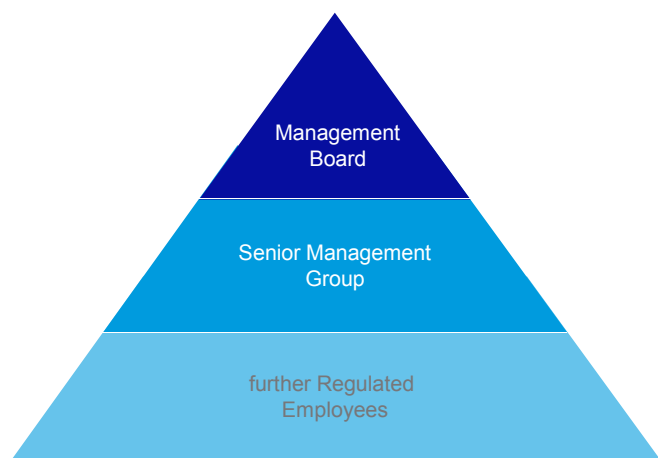 Management
Board
Senior Management
Group
further Regulated
Employees